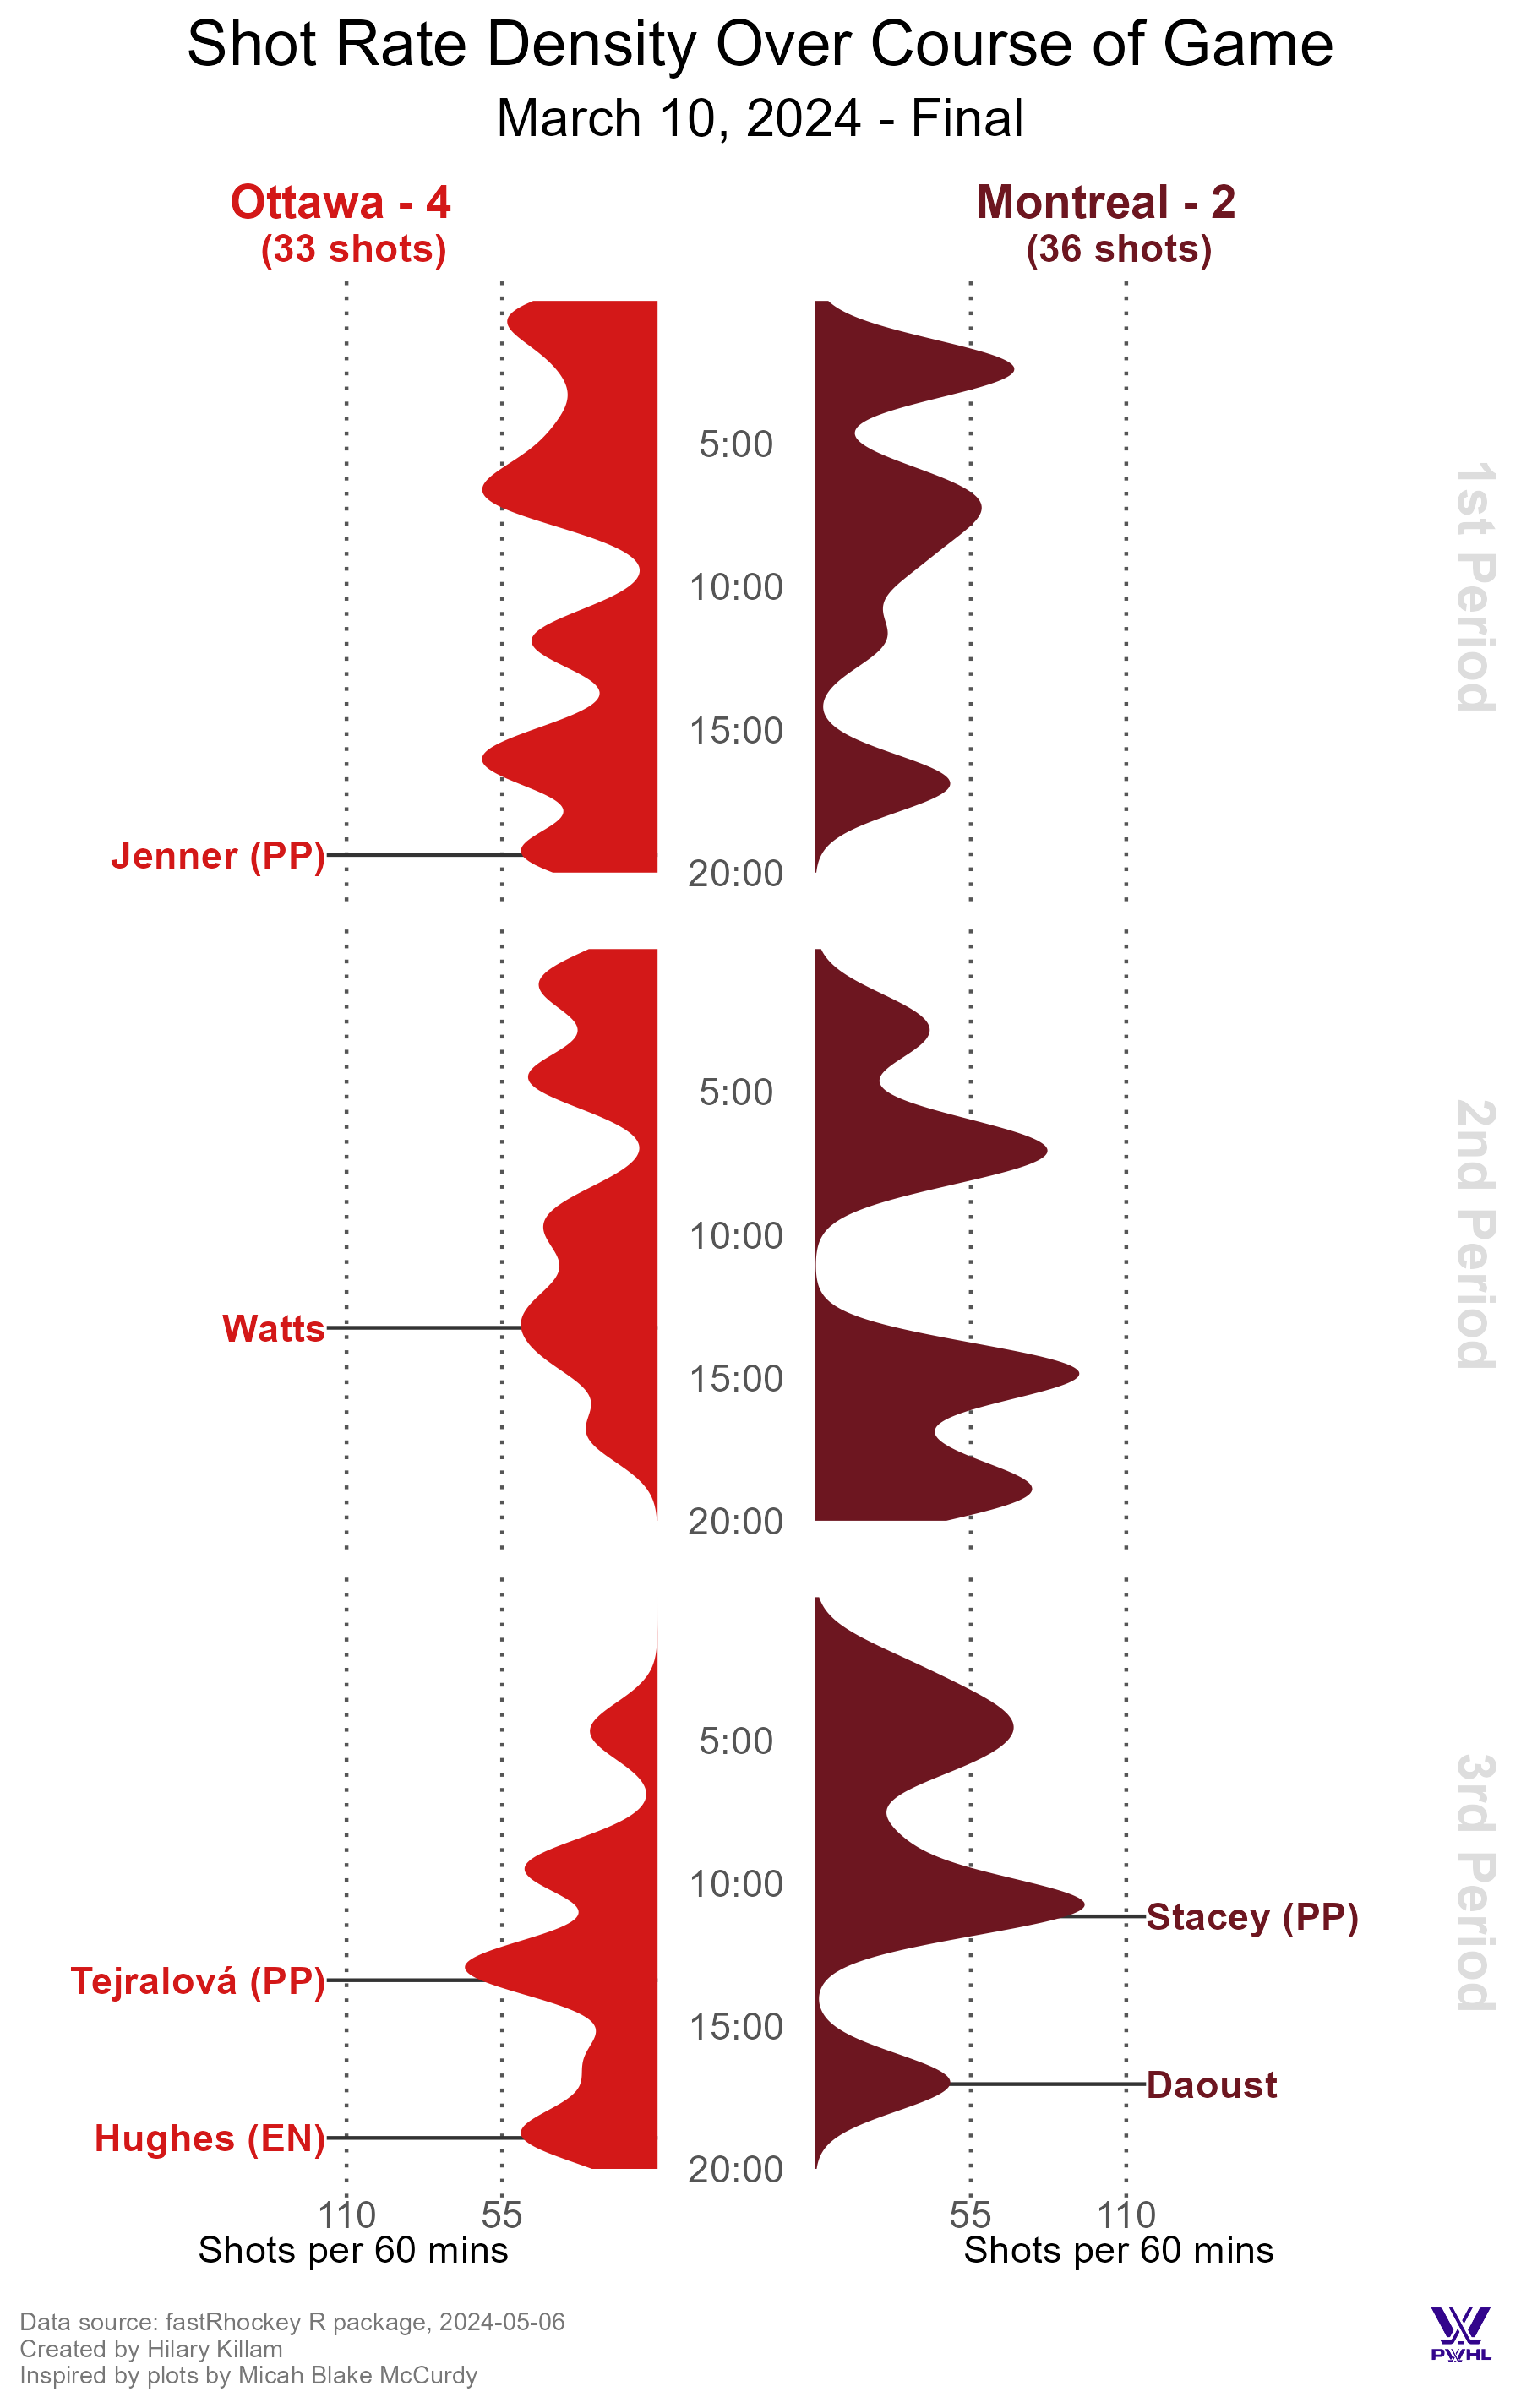 Shot Rate Density Over Course of Game
March 10, 2024 - Final
Ottawa - 4
(33 shots)
Montreal - 2
(36 shots)
5:00
10:00
15:00
20:00
Jenner (PP)
1st Period
5:00
10:00
15:00
20:00
Watts
2nd Period
5:00
10:00
15:00
20:00
Stacey (PP)
Tejralová (PP)
Daoust
Hughes (EN)
3rd Period
110
55
55
110
Shots per 60 mins
Shots per 60 mins
Data source: fastRhockey R package, 2024-05-06
Created by Hilary Killam
Inspired by plots by Micah Blake McCurdy
PWHL